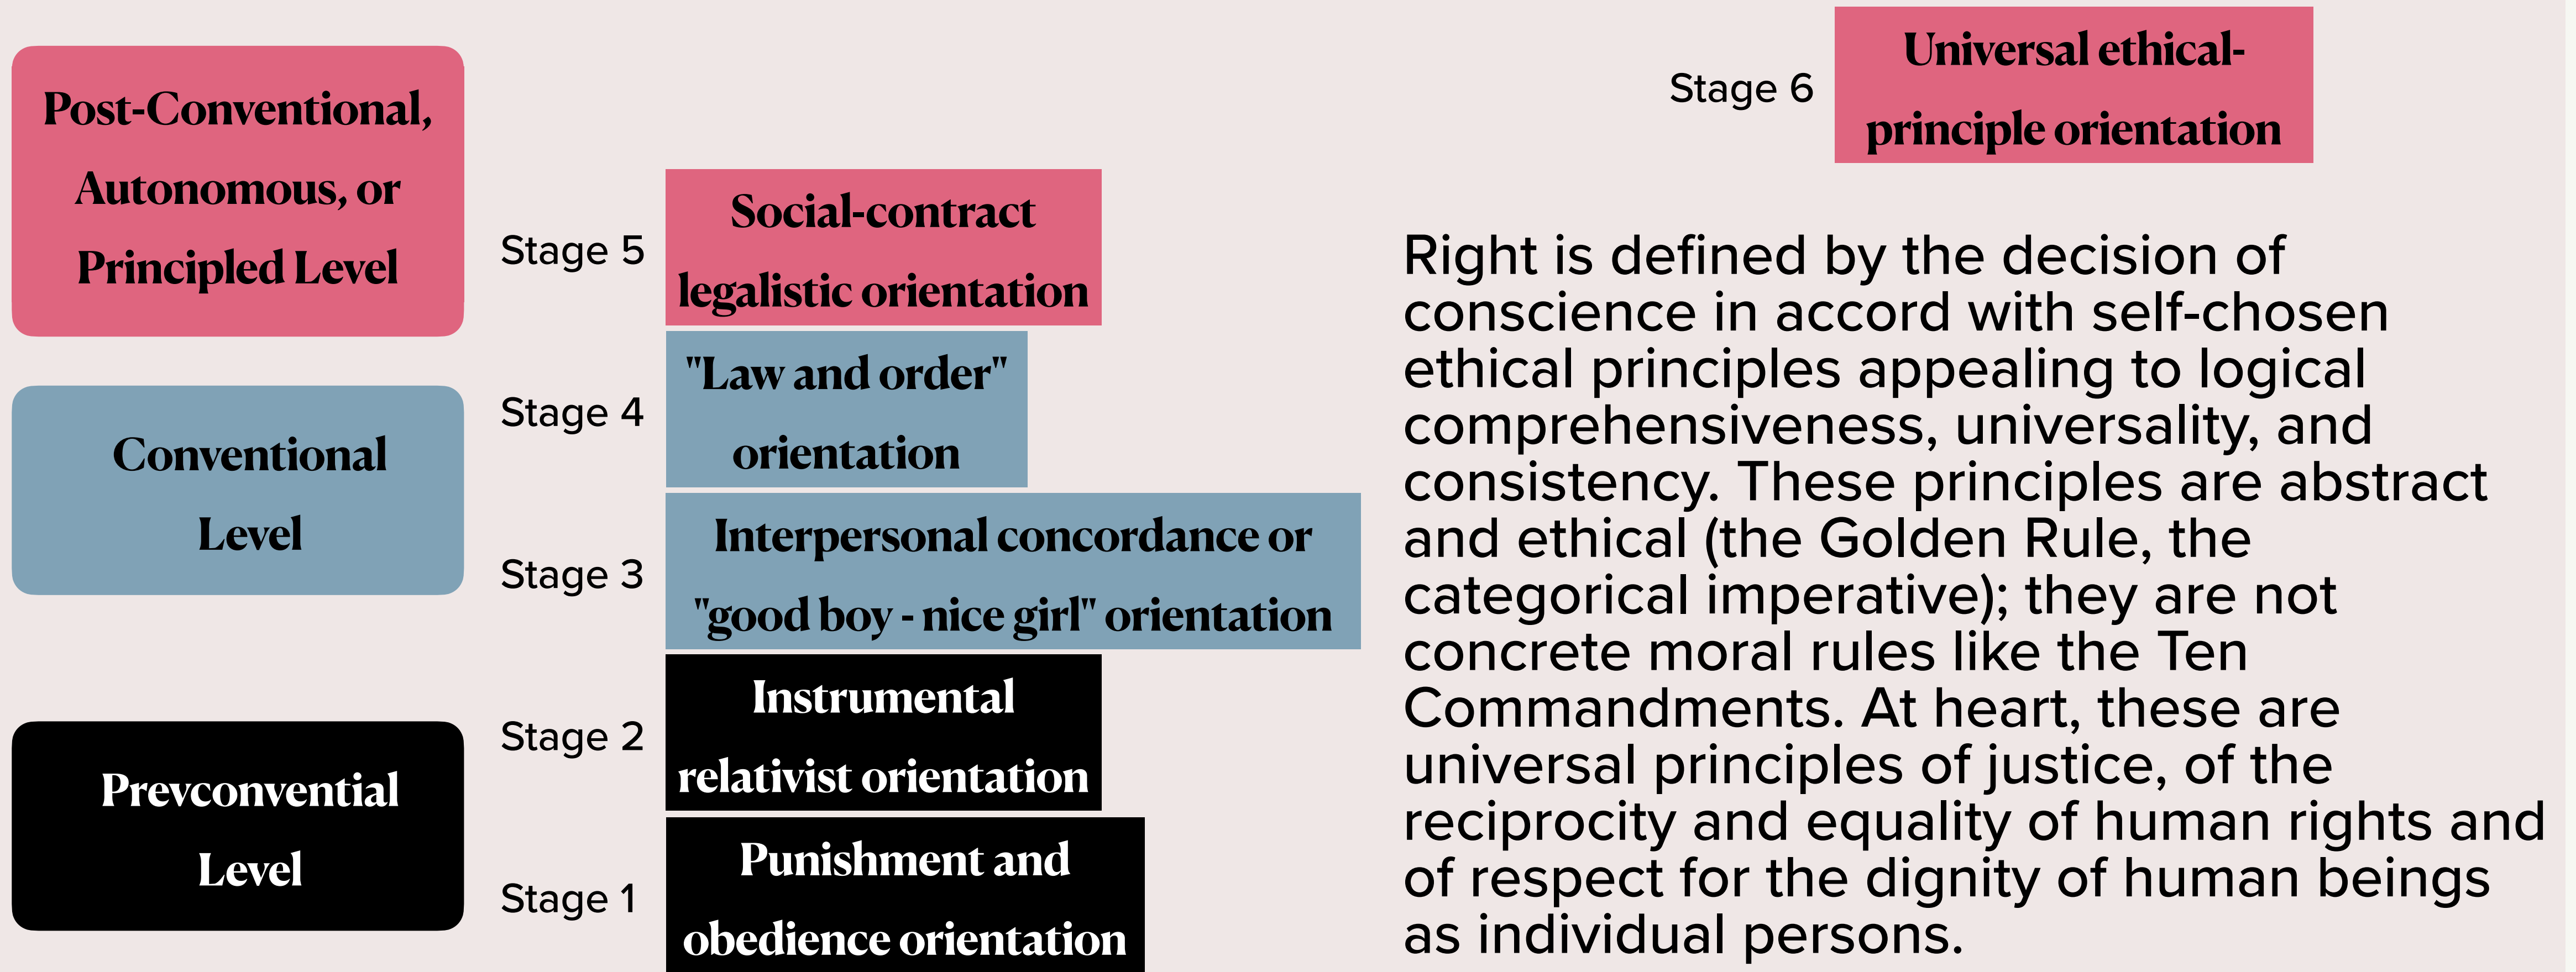 Post-Conventional,
Autonomous, or
Principled Level
Conventional
Level
Prevconvential
Level
Stage 5
Social-contract
legalistic orientation
Stage 4
"Law and order"
orientation
Stage 3
Interpersonal concordance or
"good boy - nice girl" orientation
Stage 2
Instrumental
relativist orientation
Stage 1
Punishment and
obedience orientation
Stage 6
Universal ethical-
principle orientation
Right is defined by the decision of
conscience in accord with self-chosen
ethical principles appealing to logical
comprehensiveness, universality, and
consistency. These principles are abstract
and ethical (the Golden Rule, the
categorical imperative); they are not
concrete moral rules like the Ten
Commandments. At heart, these are
universal principles of justice, of the
reciprocity and equality of human rights and
of respect for the dignity of human beings
as individual persons.